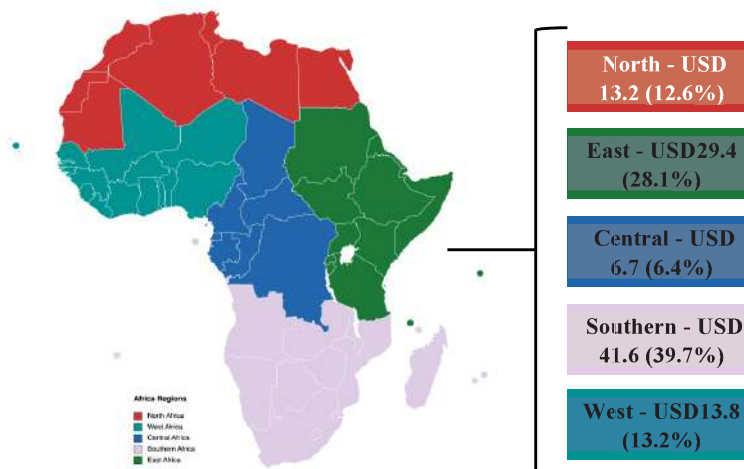 North - USD
13.2 (12.6%)
East - USD29.4
(28.1%)
Central - USD
6.7 (6.4%)
Southern - USD
41.6 (39.7%)
West - USD13.8
(13.2%)
Africa Regions
North Africa
West Africa
Central Africa
Southern Africa
East Africa